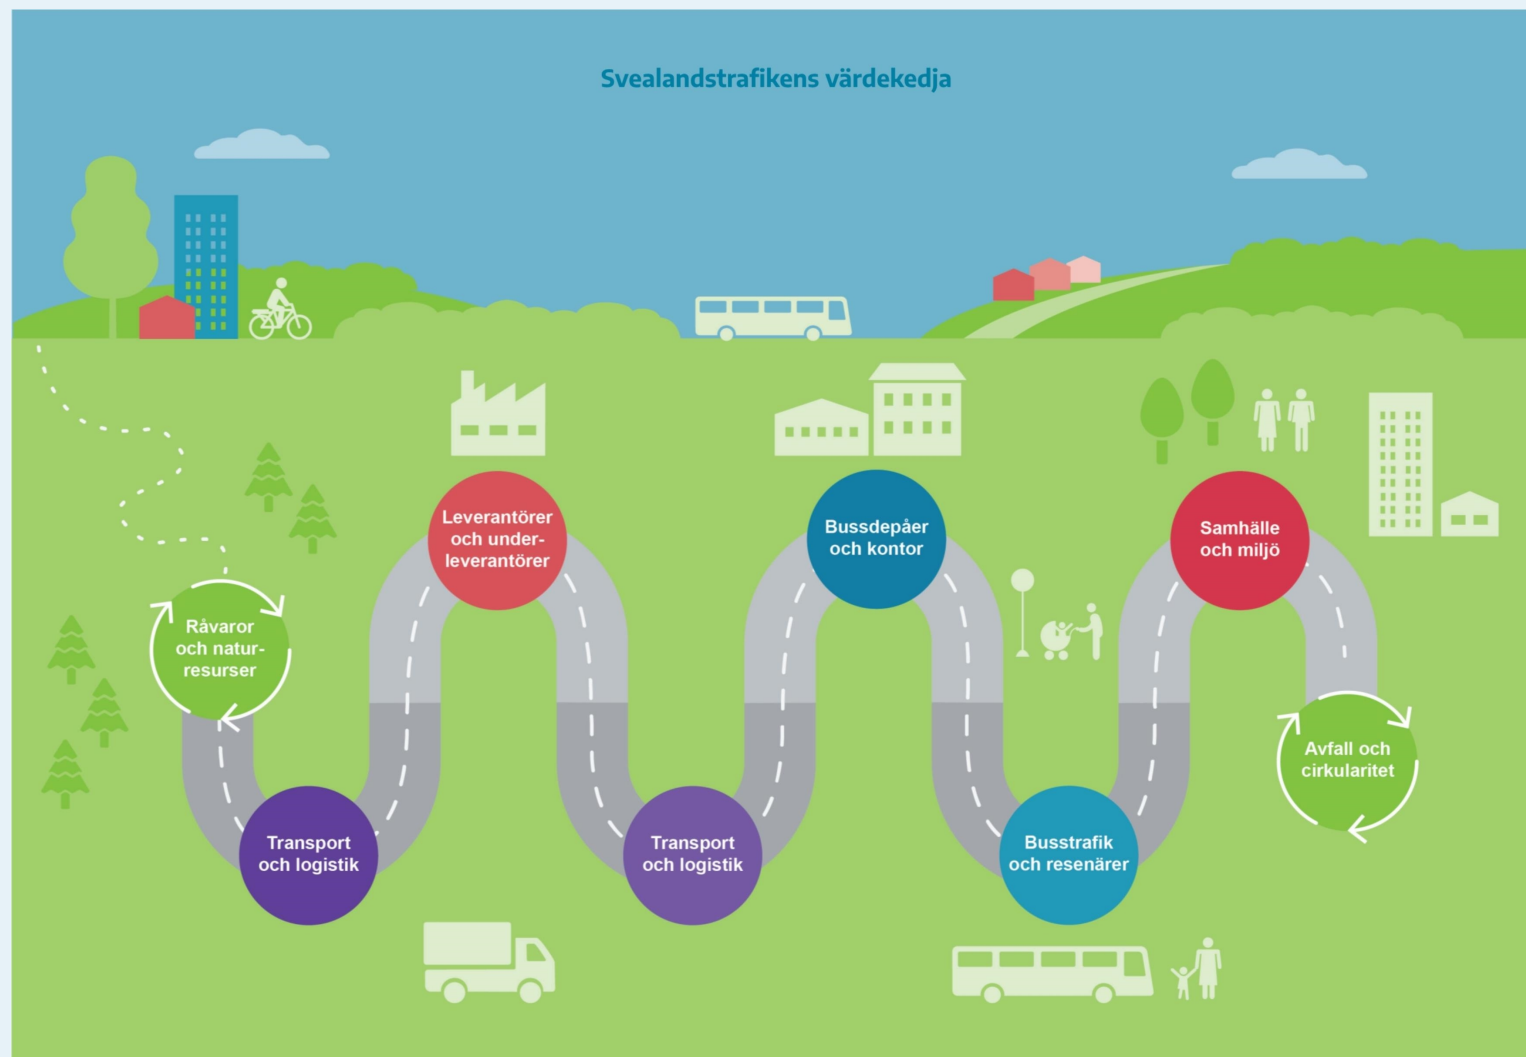 Svealandstrafikens värdekedja
Råvaror
och natur-
resurser
Transport
och logistik
Leverantörer
och under-
leverantörer
Transport
och logistik
Bussdepåer
och kontor
Busstrafik
och resenärer
Samhälle
och miljö
Avfall och
cirkularitet